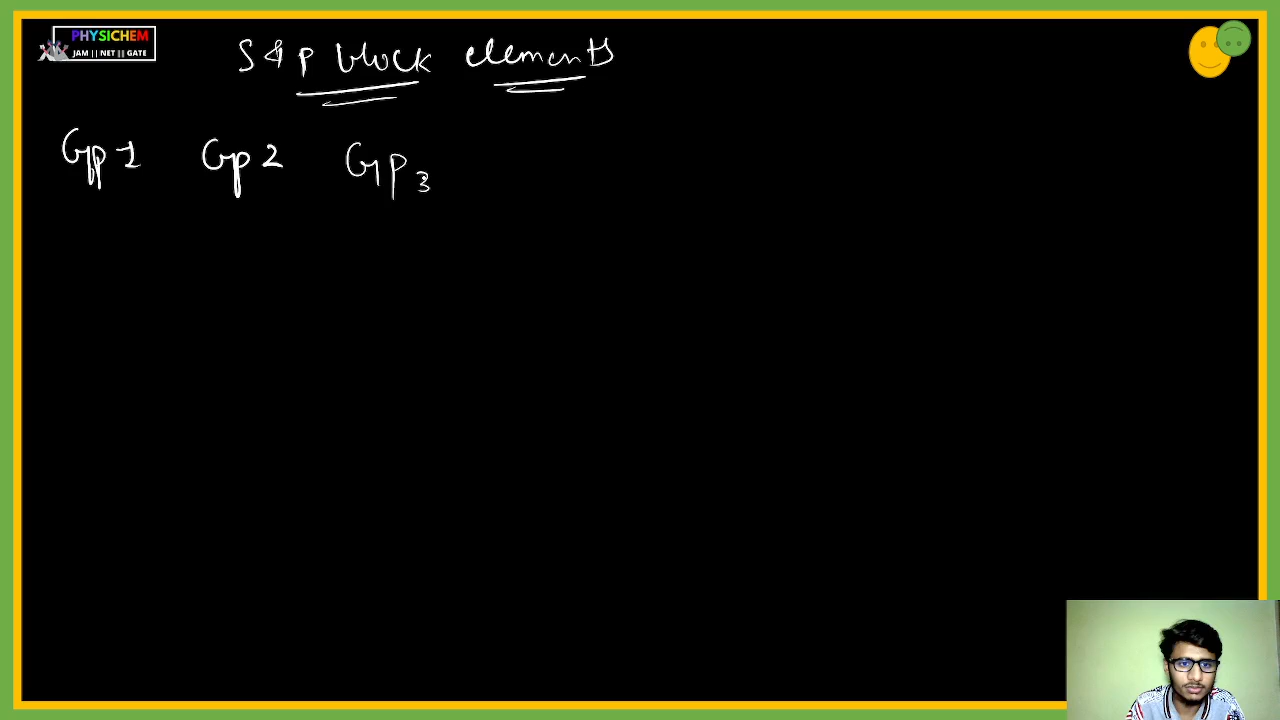 PHYSICHEM
JAM || NET || GATE
S & p block elements
Gp 1 Gp 2 Gp 3